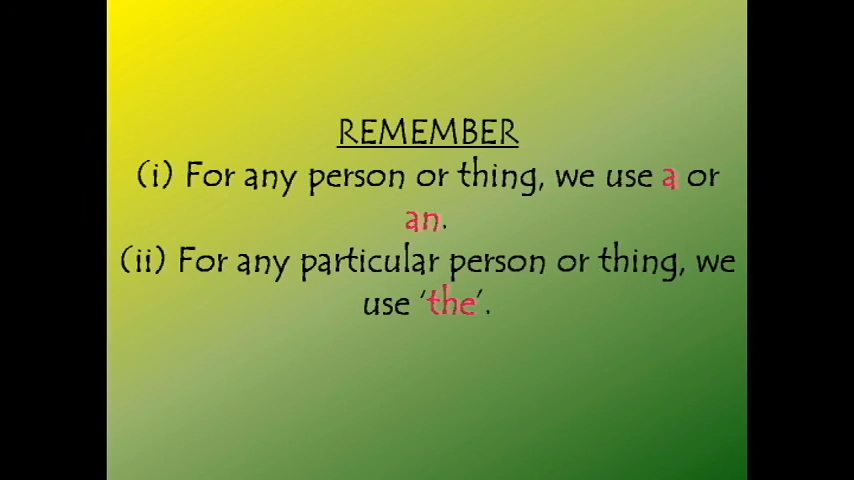 REMEMBER
(i) For any person or thing, we use a or
an.
(ii) For any particular person or thing, we
use ‘the’.